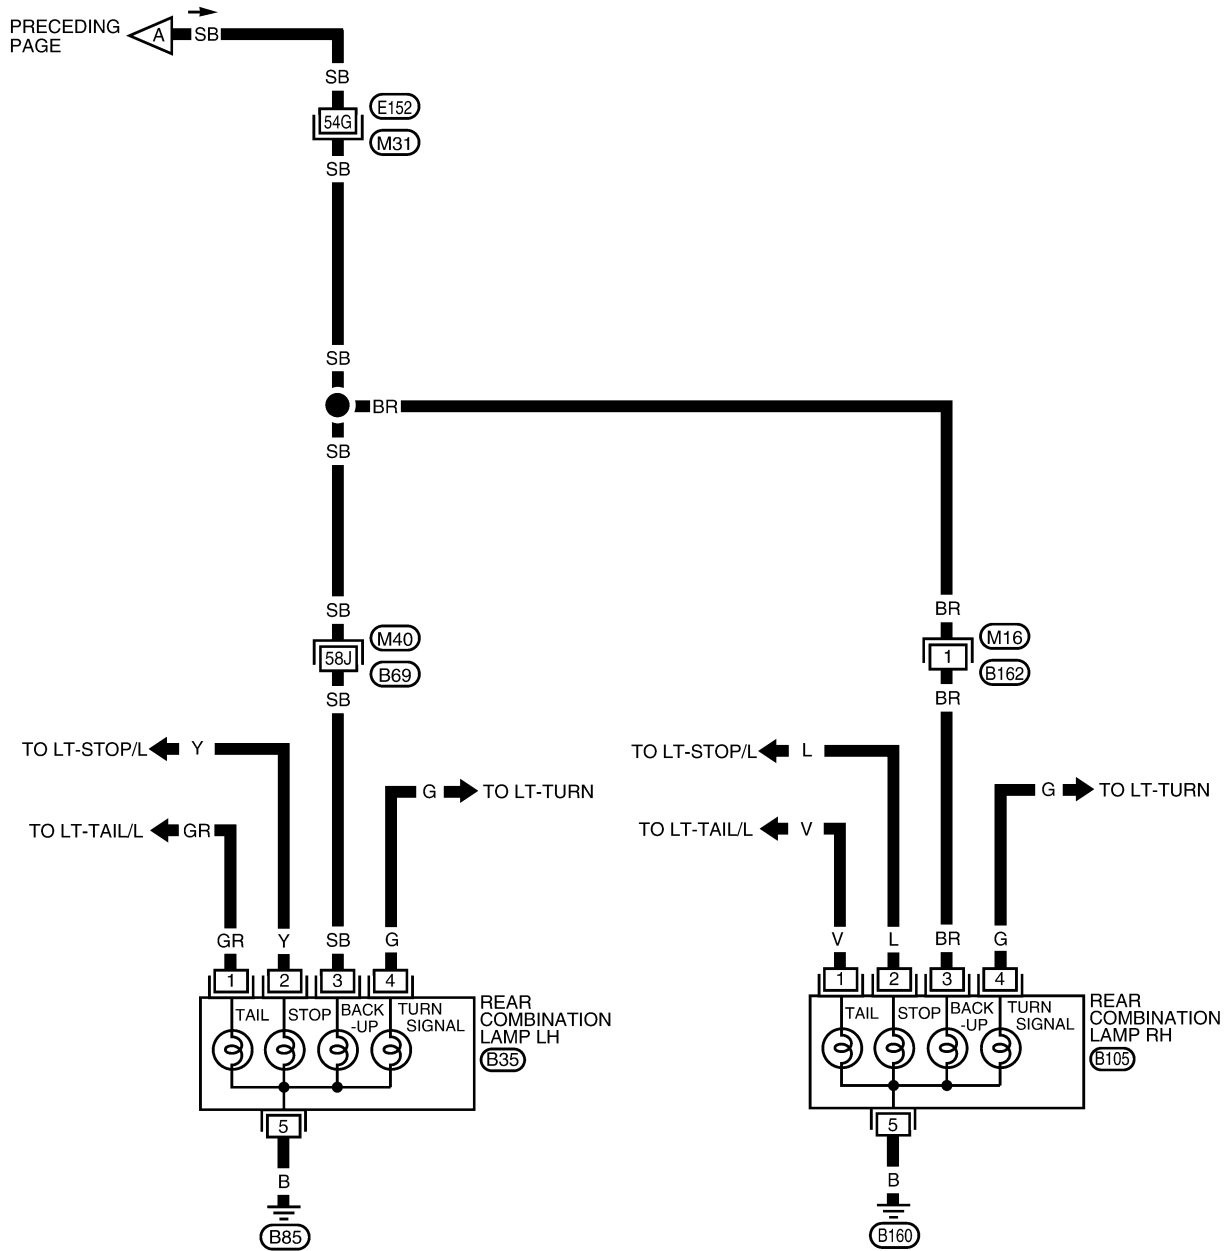 PRECEDING
PAGE
A
SB
SB
54G
E152
M31
SB
SB
BR
SB
SB
58J
M40
B69
SB
BR
1
M16
B162
BR
TO LT-STOP/L
Y
G
TO LT-TURN
TO LT-TAIL/L
GR
TO LT-STOP/L
L
G
TO LT-TURN
TO LT-TAIL/L
V
GR
Y
SB
G
1
2
3
4
TAIL
STOP
BACK
-UP
TURN
SIGNAL
REAR
COMBINATION
LAMP LH
B35
5
B
B85
V
L
BR
G
1
2
3
4
TAIL
STOP
BACK
-UP
TURN
SIGNAL
REAR
COMBINATION
LAMP RH
B105
5
B
B160